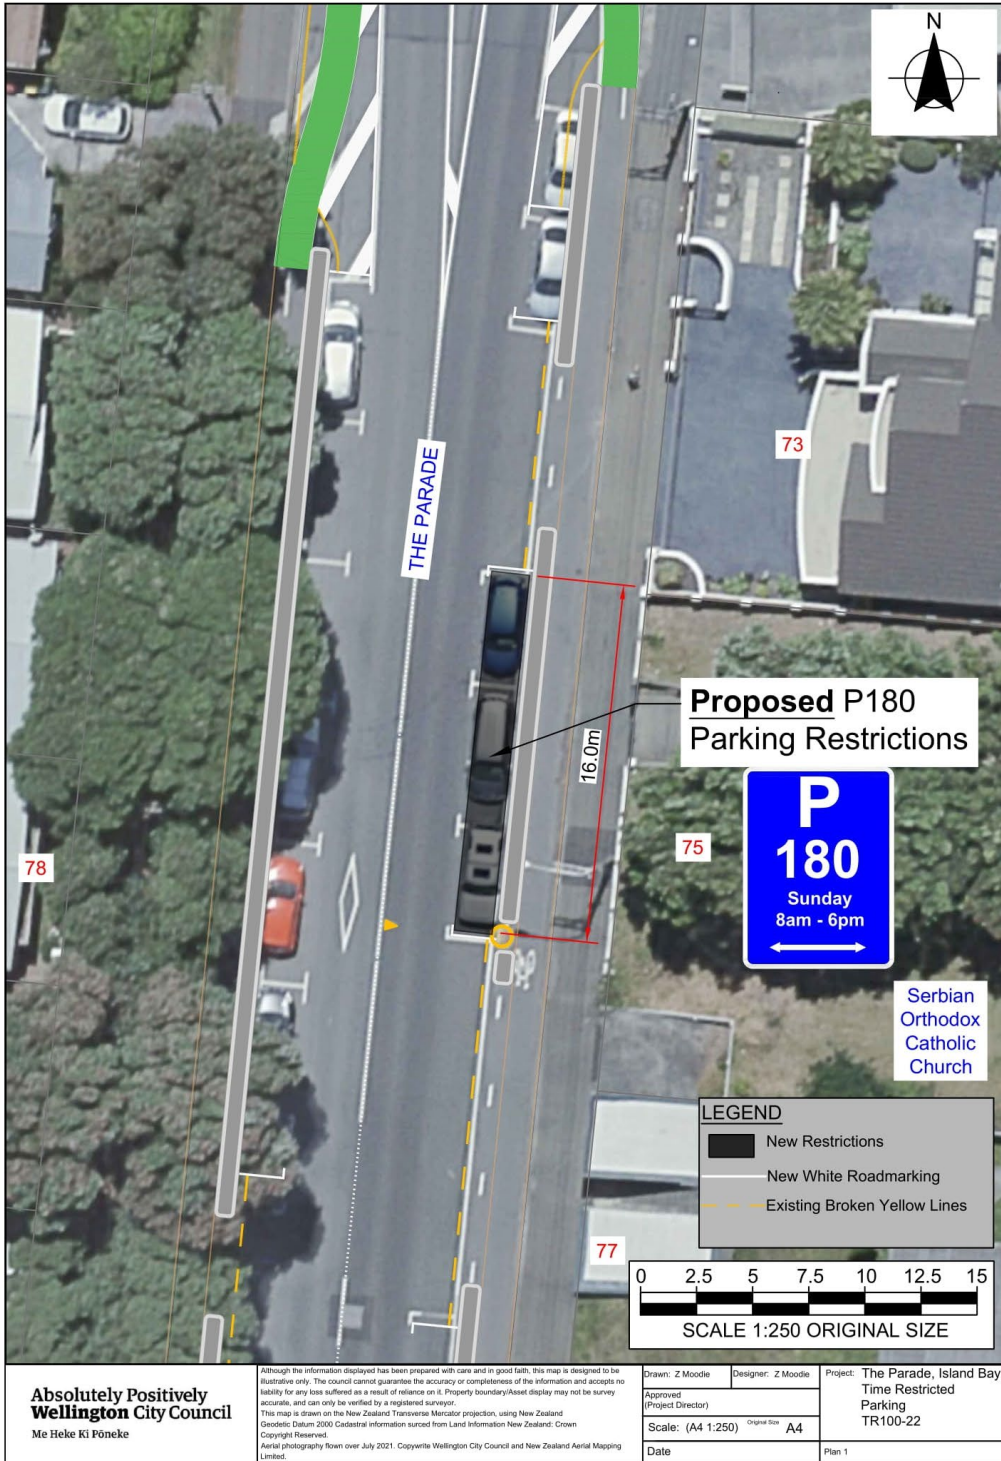 N
73
THE PARADE
Proposed P180
Parking Restrictions
16.0m
P
180
Sunday
8am - 6pm
75
78
Serbian
Orthodox
Catholic
Church
LEGEND
New Restrictions
New White Roadmarking
Existing Broken Yellow Lines
77
0 2.5 5 7.5 10 12.5 15
SCALE 1:250 ORIGINAL SIZE
Absolutely Positively
Wellington City Council
Me Heke Ki Pōneke
Although the information displayed has been prepared with care and in good faith, this map is designed to be
illustrative only. The council cannot guarantee the accuracy or completeness of the information and accepts no
liability for any loss suffered as a result of reliance on it. Property boundary/Asset display may not be survey
accurate, and can only be verified by a registered surveyor.
This map is drawn on the New Zealand Transverse Mercator projection, using New Zealand
Geodetic Datum 2000 Cadastral information surced from Land Information New Zealand: Crown
Copyright Reserved.
Aerial photography flown over July 2021. Copywrite Wellington City Council and New Zealand Aerial Mapping
Limited.
Drawn: Z Moodie
Designer: Z Moodie
Approved
(Project Director)
Scale: (A4 1:250) Original Size A4
Date
Project: The Parade, Island Bay
Time Restricted
Parking
TR100-22
Plan 1